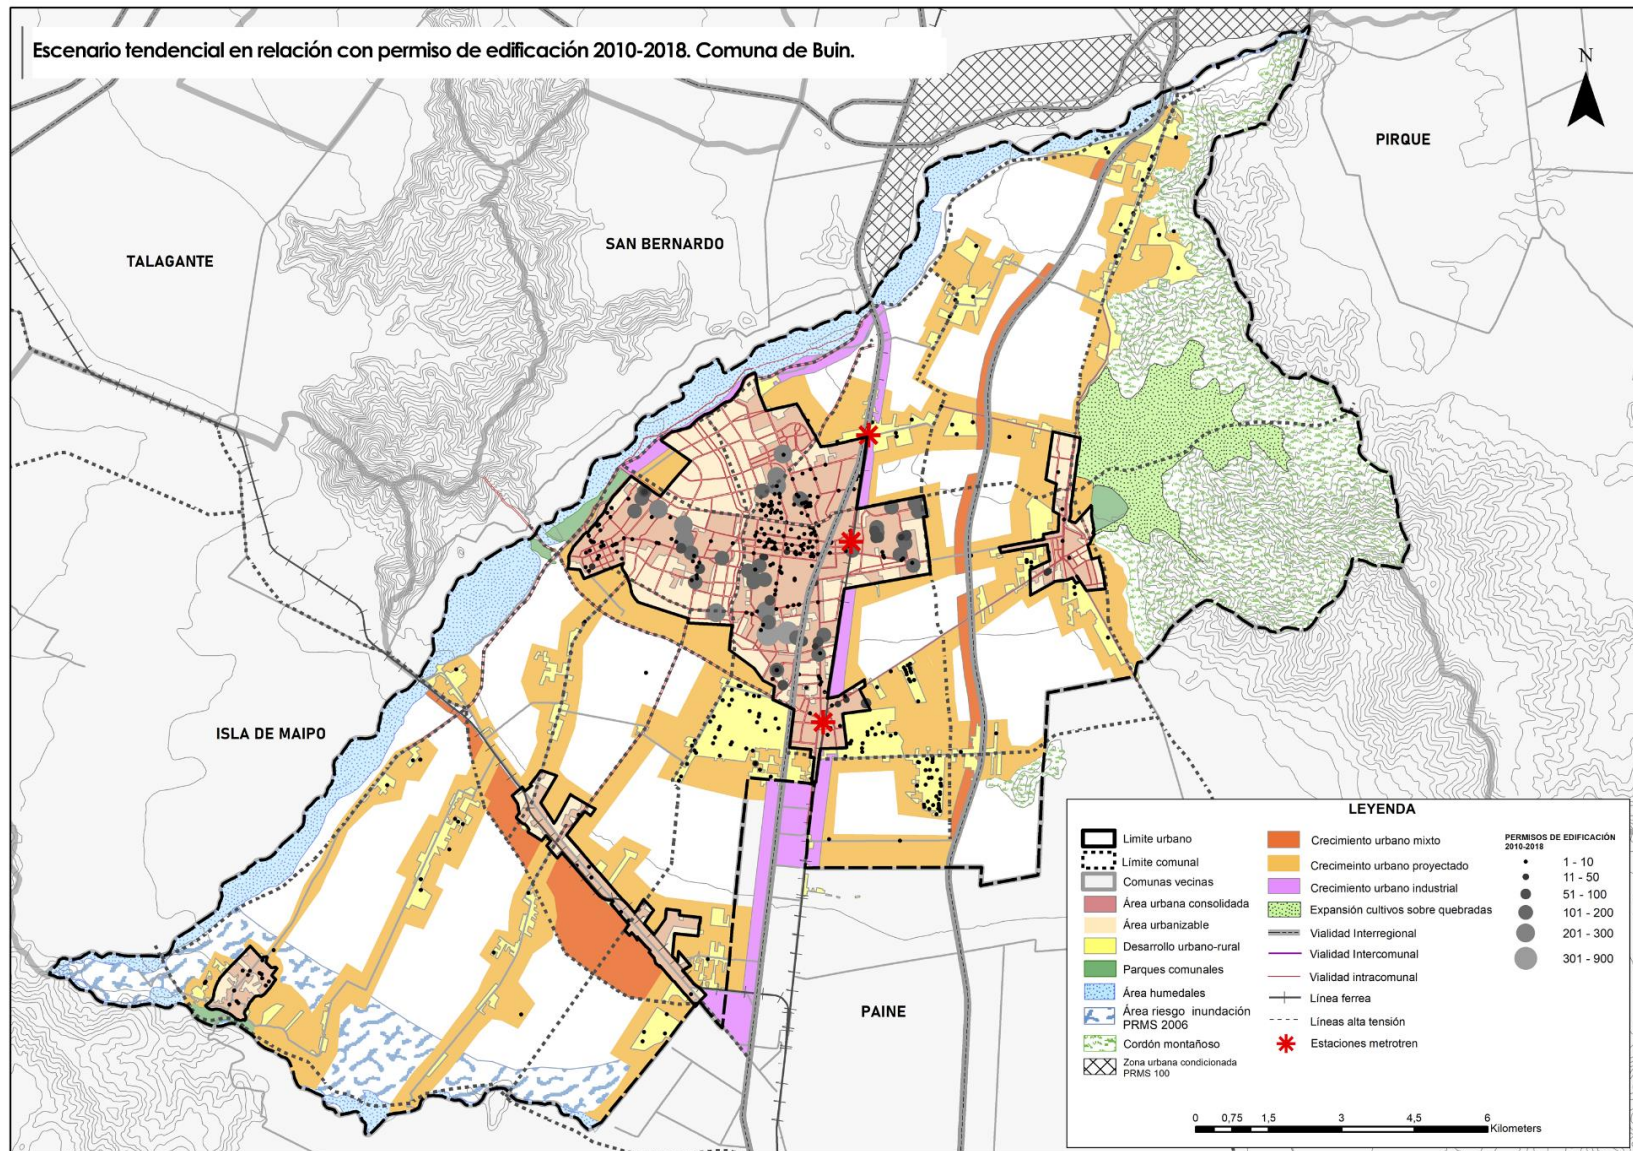 Escenario tendencial en relación con permiso de edificación 2010-2018. Comuna de Buin.
N
PIRQUE
SAN BERNARDO
TALAGANTE
ISLA DE MAIPO
PAINE
LEYENDA
Limite urbano
Límite comunal
Comunas vecinas
Área urbana consolidada
Área urbanizable
Desarrollo urbano-rural
Parques comunales
Área humedales
Área riesgo inundación
PRMS 2006
Cordón montañoso
Zona urbana condicionada
PRMS 100
Crecimiento urbano mixto
Crecimeinto urbano proyectado
Crecimiento urbano industrial
Expansión cultivos sobre quebradas
Vialidad Interregional
Vialidad Intercomunal
Vialidad intracomunal
Línea ferrea
Líneas alta tensión
Estaciones metrotren
PERMISOS DE EDIFICACIÓN
2010-2018
1 - 10
11 - 50
51 - 100
101 - 200
201 - 300
301 - 900
0 0,75 1,5 3 4,5 6
Kilometers